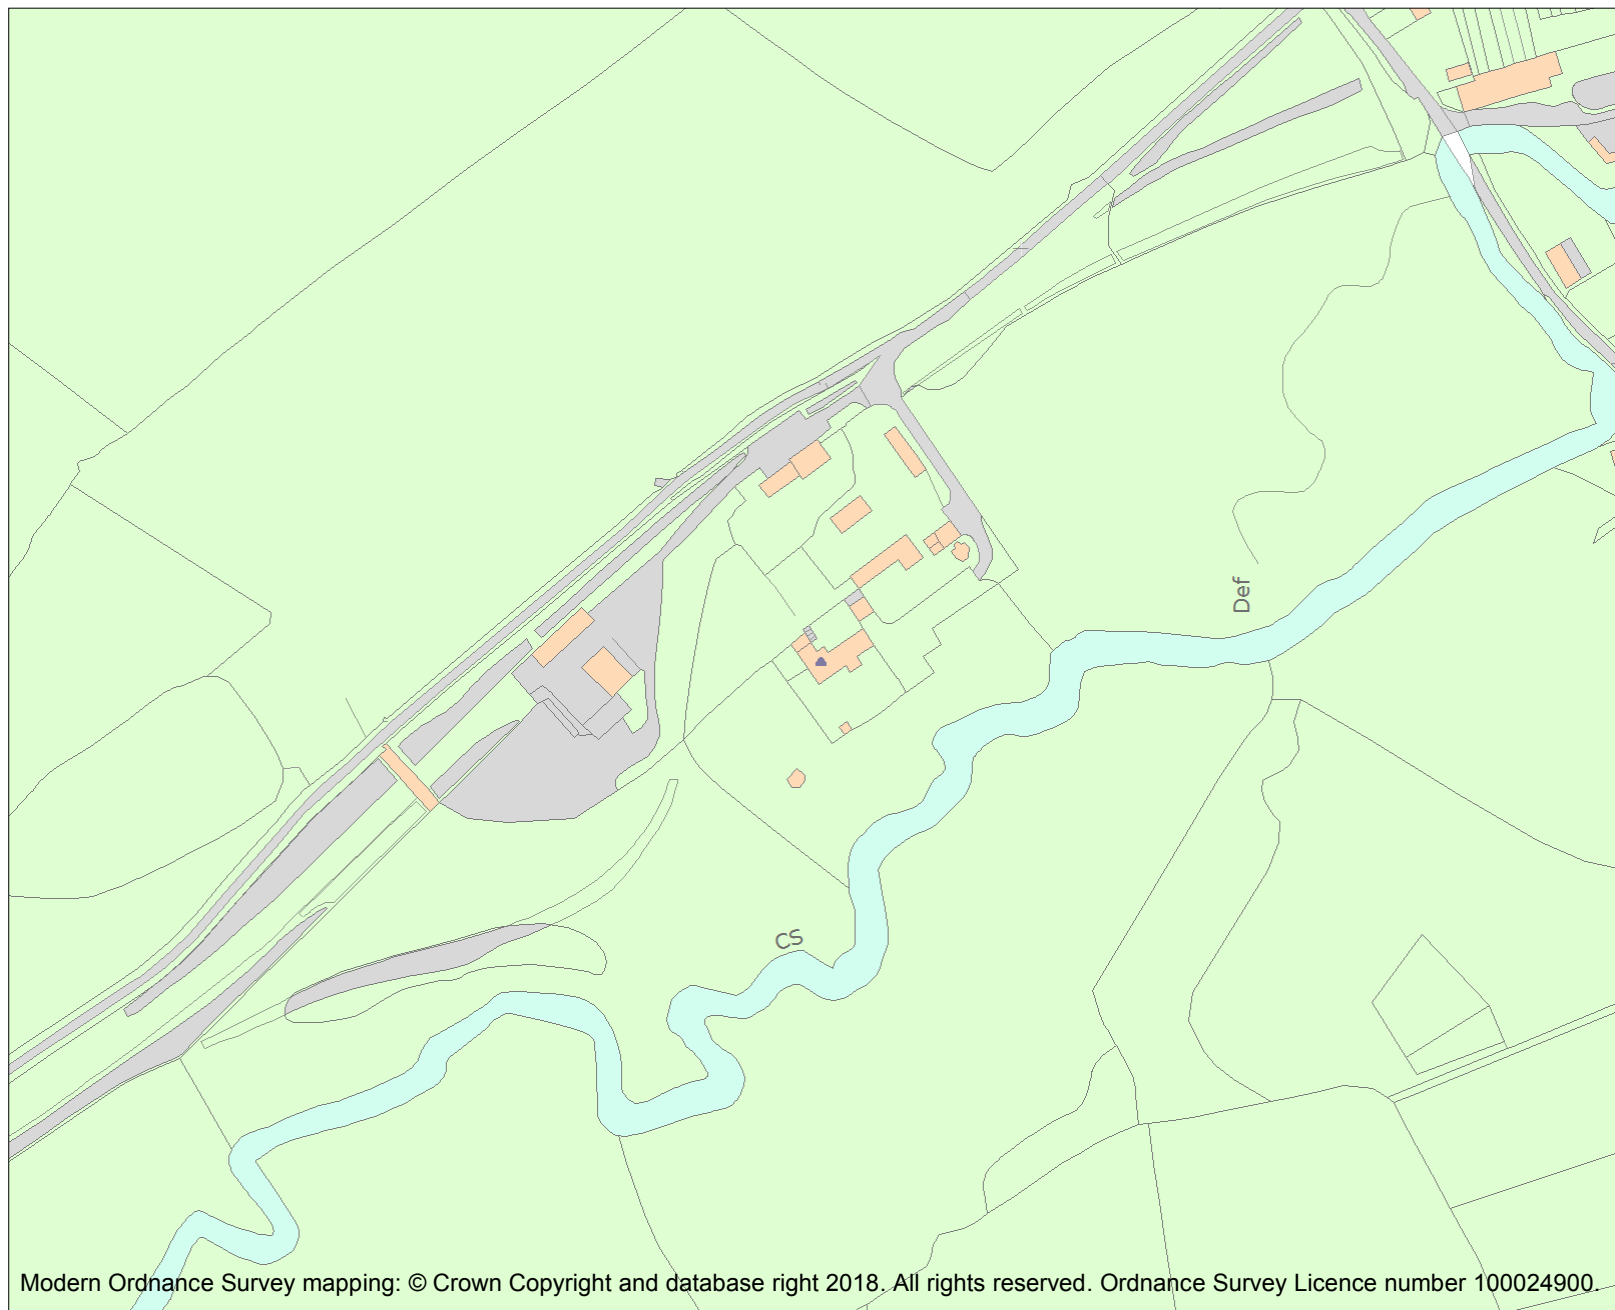 Def
CS
Modern Ordnance Survey mapping: © Crown Copyright and database right 2018. All rights reserved. Ordnance Survey Licence number 100024900.